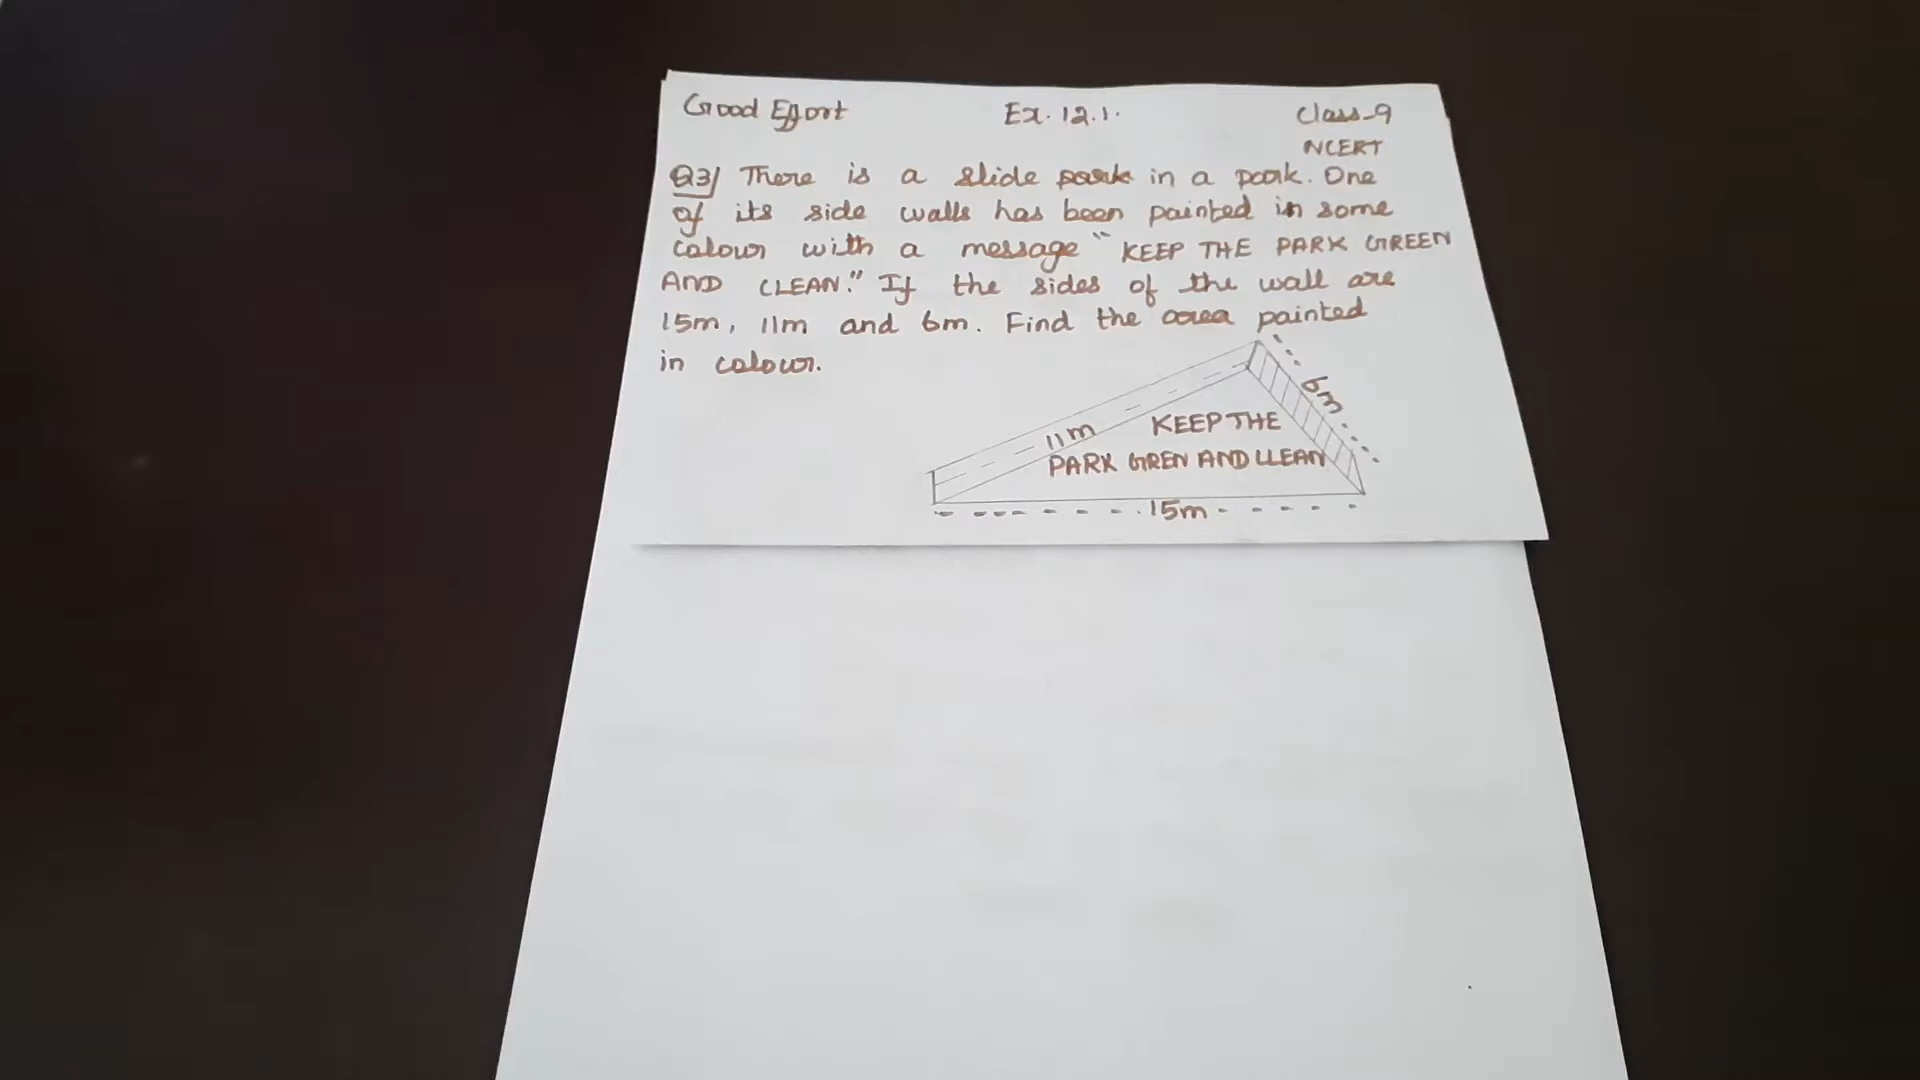 Good Effort Ex. 12.1. Class-9
NCERT
Q3/ There is a slide park in a park. One
of its side walls has been painted in some
colour with a message "KEEP THE PARK GREEN
AND CLEAN." If the sides of the wall are
15m, 11m and 6m. Find the area painted
in colour.
6m
11m
KEEP THE
PARK GREN AND CLEAN
15m